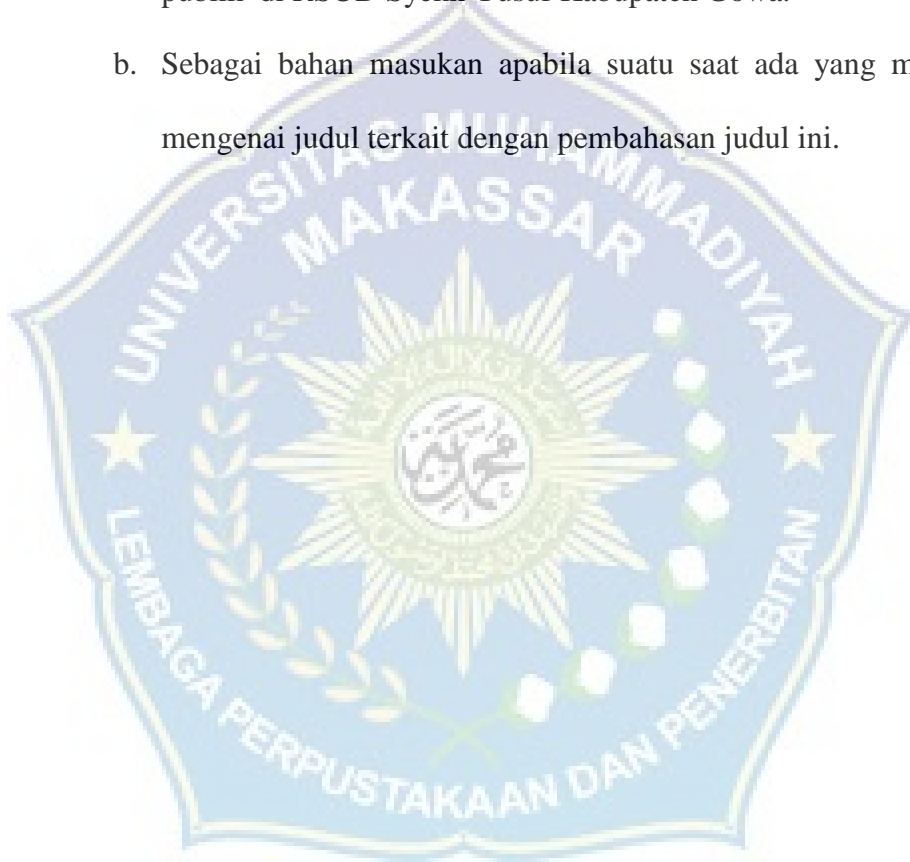 b. Sebagai bahan masukan apabila suatu saat ada yang
mengenai judul terkait dengan pembahasan judul ini.
UNIVERSITAS MUHAMMADIYAH
MAKASSAR
LEMBAGA PERPUSTAKAAN DAN PENERBITAN